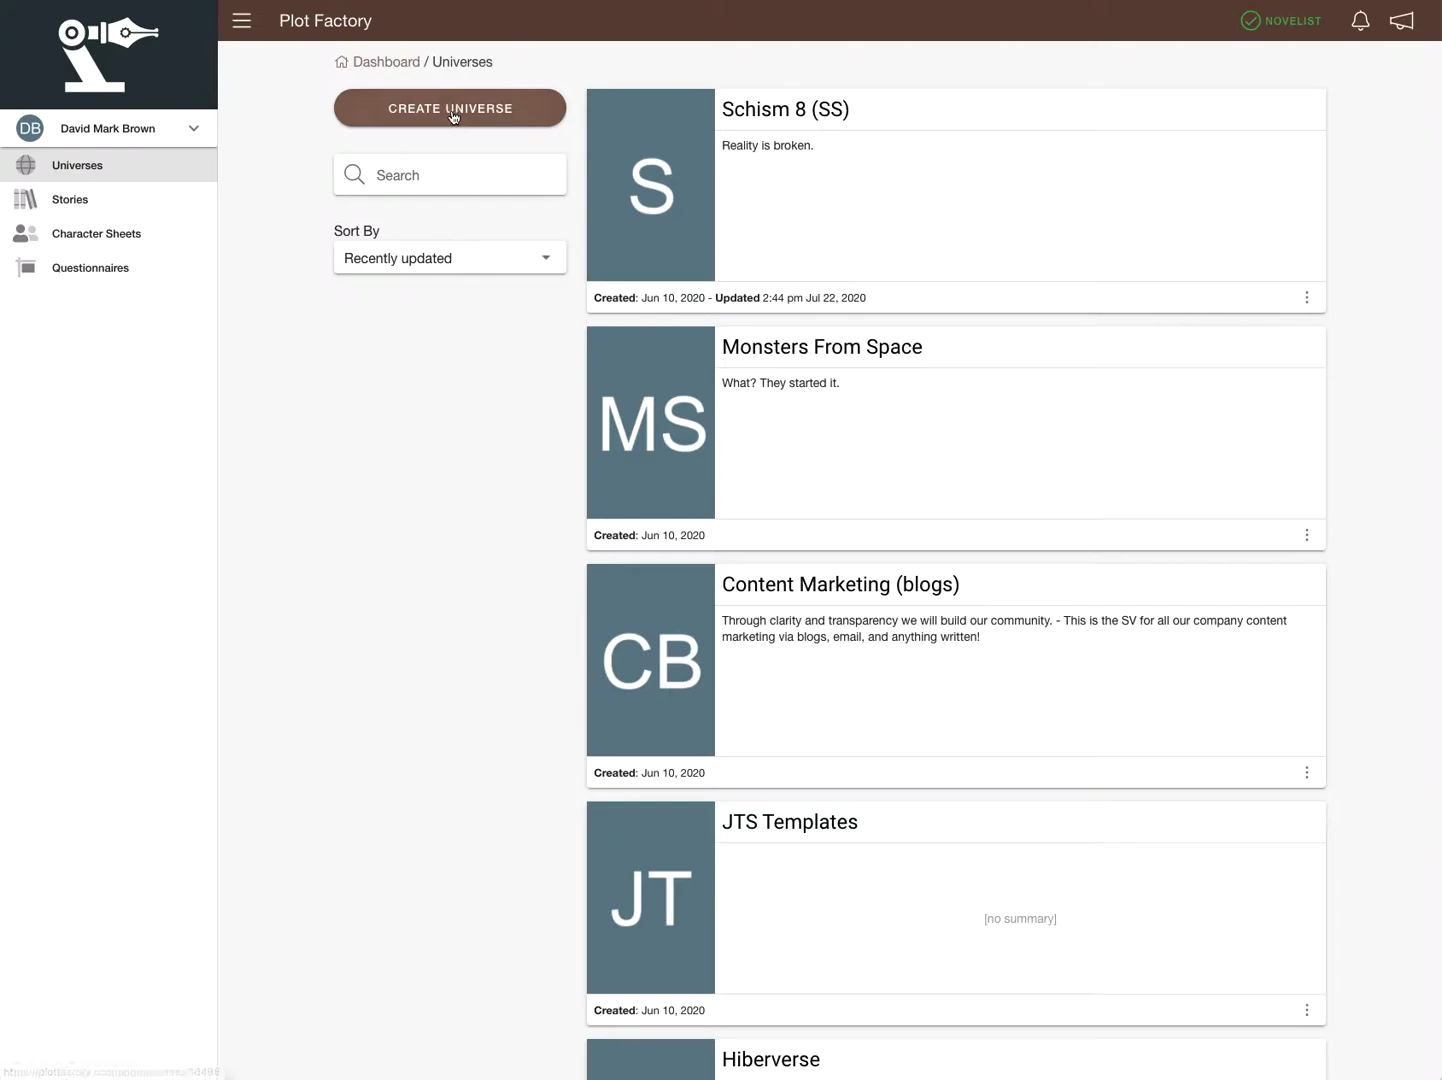 Plot Factory
NOVELIST
DB
David Mark Brown
Universes
Stories
Character Sheets
Questionnaires
Dashboard / Universes
CREATE UNIVERSE
Search
Sort By
Recently updated
S
Schism 8 (SS)
Reality is broken.
Created: Jun 10, 2020 - Updated 2:44 pm Jul 22, 2020
MS
Monsters From Space
What? They started it.
Created: Jun 10, 2020
CB
Content Marketing (blogs)
Through clarity and transparency we will build our community. - This is the SV for all our company content
marketing via blogs, email, and anything written!
Created: Jun 10, 2020
JT
JTS Templates
[no summary]
Created: Jun 10, 2020
Hiberverse